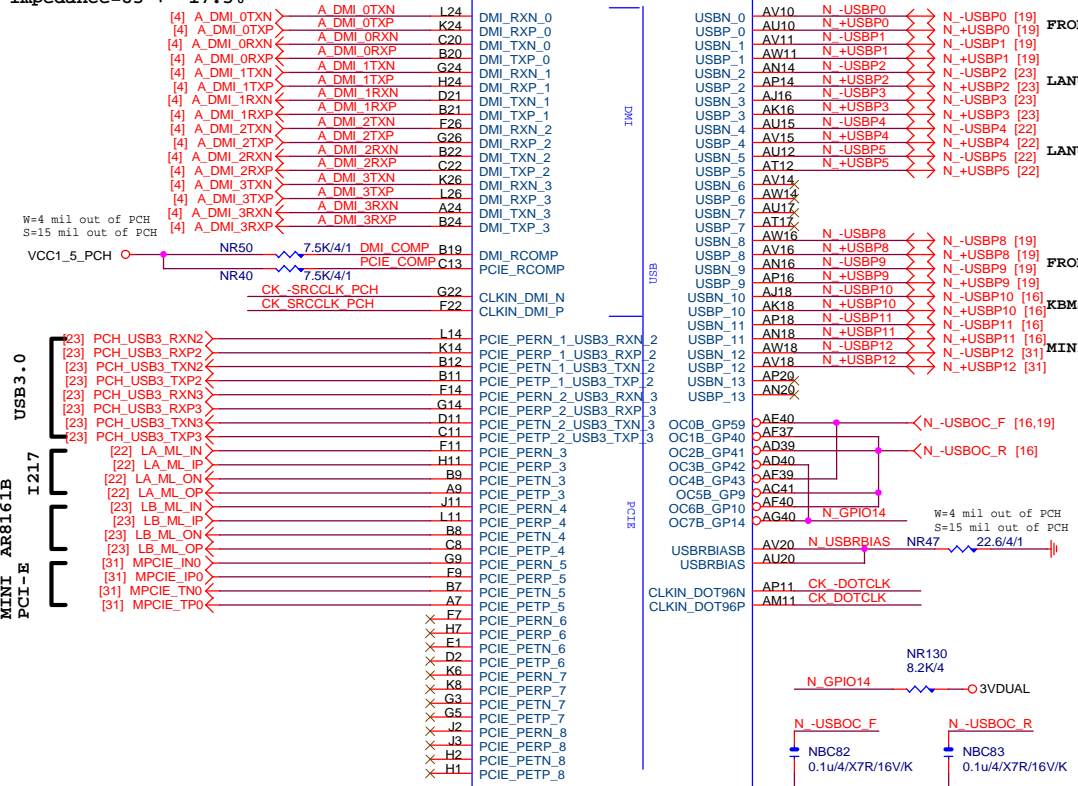 [4] A_DMI_0TXN A_DMI_0TXN L24 DMI_RXN_0
[4] A_DMI_0TXP A_DMI_0TXP K24 DMI_RXP_0
[4] A_DMI_0RXN A_DMI_0RXN C20 DMI_TXN_0
[4] A_DMI_0RXP A_DMI_0RXP B20 DMI_TXP_0
[4] A_DMI_1TXN A_DMI_1TXN G24 DMI_RXN_1
[4] A_DMI_1TXP A_DMI_1TXP H24 DMI_RXP_1
[4] A_DMI_1RXN A_DMI_1RXN D21 DMI_TXN_1
[4] A_DMI_1RXP A_DMI_1RXP B21 DMI_TXP_1
[4] A_DMI_2TXN A_DMI_2TXN F26 DMI_RXN_2
[4] A_DMI_2TXP A_DMI_2TXP G26 DMI_RXP_2
[4] A_DMI_2RXN A_DMI_2RXN B22 DMI_TXN_2
[4] A_DMI_2RXP A_DMI_2RXP C22 DMI_TXP_2
[4] A_DMI_3TXN A_DMI_3TXN K26 DMI_RXN_3
[4] A_DMI_3TXP A_DMI_3TXP L26 DMI_RXP_3
[4] A_DMI_3RXN A_DMI_3RXN A24 DMI_TXN_3
[4] A_DMI_3RXP A_DMI_3RXP B24 DMI_TXP_3
W=4 mil out of PCH
S=15 mil out of PCH
VCC1_5_PCH NR50 7.5K/4/1 DMI_COMP B19 DMI_RCOMP
NR40 7.5K/4/1 PCIE_COMP C13 PCIE_RCOMP
CK_-SRCCLK_PCH G22 CLKIN_DMI_N
CK_SRCCLK_PCH F22 CLKIN_DMI_P
USB3.0
[23] PCH_USB3_RXN2 L14 PCIE_PERN_1_USB3_RXN_2
[23] PCH_USB3_RXP2 K14 PCIE_PERP_1_USB3_RXP_2
[23] PCH_USB3_TXN2 B12 PCIE_PETN_1_USB3_TXN_2
[23] PCH_USB3_TXP2 B11 PCIE_PETP_1_USB3_TXP_2
[23] PCH_USB3_RXN3 F14 PCIE_PERN_2_USB3_RXN_3
[23] PCH_USB3_RXP3 G14 PCIE_PERP_2_USB3_RXP_3
[23] PCH_USB3_TXN3 D11 PCIE_PETN_2_USB3_TXN_3
[23] PCH_USB3_TXP3 C11 PCIE_PETP_2_USB3_TXP_3
I217
[22] LA_ML_IN F11 PCIE_PERN_3
[22] LA_ML_IP H11 PCIE_PERP_3
[22] LA_ML_ON B9 PCIE_PETN_3
[22] LA_ML_OP A9 PCIE_PETP_3
AR8161B
[23] LB_ML_IN J11 PCIE_PERN_4
[23] LB_ML_IP L11 PCIE_PERP_4
[23] LB_ML_ON B8 PCIE_PETN_4
[23] LB_ML_OP C8 PCIE_PETP_4
MINI
PCI-E
[31] MPCIE_IN0 G9 PCIE_PERN_5
[31] MPCIE_IP0 F9 PCIE_PERP_5
[31] MPCIE_TN0 B7 PCIE_PETN_5
[31] MPCIE_TP0 A7 PCIE_PETP_5
F7 PCIE_PERN_6
H7 PCIE_PERP_6
E1 PCIE_PETN_6
D2 PCIE_PETP_6
K6 PCIE_PERN_7
K8 PCIE_PERP_7
G3 PCIE_PETN_7
G5 PCIE_PETP_7
J2 PCIE_PERN_8
J3 PCIE_PERP_8
H2 PCIE_PETN_8
H1 PCIE_PETP_8
DMI
USB
PCIE
USBN_0 AV10 N_-USBP0 N_-USBP0 [19]
USBP_0 AU10 N_+USBP0 N_+USBP0 [19]
USBN_1 AV11 N_-USBP1 N_-USBP1 [19]
USBP_1 AW11 N_+USBP1 N_+USBP1 [19]
USBN_2 AN14 N_-USBP2 N_-USBP2 [23]
USBP_2 AP14 N_+USBP2 N_+USBP2 [23]
USBN_3 AJ16 N_-USBP3 N_-USBP3 [23]
USBP_3 AK16 N_+USBP3 N_+USBP3 [23]
USBN_4 AU15 N_-USBP4 N_-USBP4 [22]
USBP_4 AV15 N_+USBP4 N_+USBP4 [22]
USBN_5 AU12 N_-USBP5 N_-USBP5 [22]
USBP_5 AT12 N_+USBP5 N_+USBP5 [22]
USBN_6 AV14
USBP_6 AW14
USBN_7 AU17
USBP_7 AT17
USBN_8 AW16 N_-USBP8 N_-USBP8 [19]
USBP_8 AV16 N_+USBP8 N_+USBP8 [19]
USBN_9 AN16 N_-USBP9 N_-USBP9 [19]
USBP_9 AP16 N_+USBP9 N_+USBP9 [19]
USBN_10 AJ18 N_-USBP10 N_-USBP10 [16]
USBP_10 AK18 N_+USBP10 N_+USBP10 [16]
USBN_11 AP18 N_-USBP11 N_-USBP11 [16]
USBP_11 AN18 N_+USBP11 N_+USBP11 [16]
USBN_12 AW18 N_-USBP12 N_-USBP12 [31]
USBP_12 AV18 N_+USBP12 N_+USBP12 [31]
USBN_13 AP20
USBP_13 AN20
KBM
MINI
OC0B_GP59 AE40 N_-USBOC_F [16,19]
OC1B_GP40 AF37
OC2B_GP41 AD39 N_-USBOC_R [16]
OC3B_GP42 AD40
OC4B_GP43 AF39
OC5B_GP9 AC41
OC6B_GP10 AF40
OC7B_GP14 AG40 N_GPIO14
W=4 mil out of PCH
S=15 mil out of PCH
USBRBIASB AV20 N_USBRBIAS NR47 22.6/4/1
USBRBIAS AU20
CLKIN_DOT96N AP11 CK_-DOTCLK
CLKIN_DOT96P AM11 CK_DOTCLK
NR130
8.2K/4
N_GPIO14 3VDUAL
N_-USBOC_F N_-USBOC_R
NBC82 NBC83
0.1u/4/X7R/16V/K 0.1u/4/X7R/16V/K